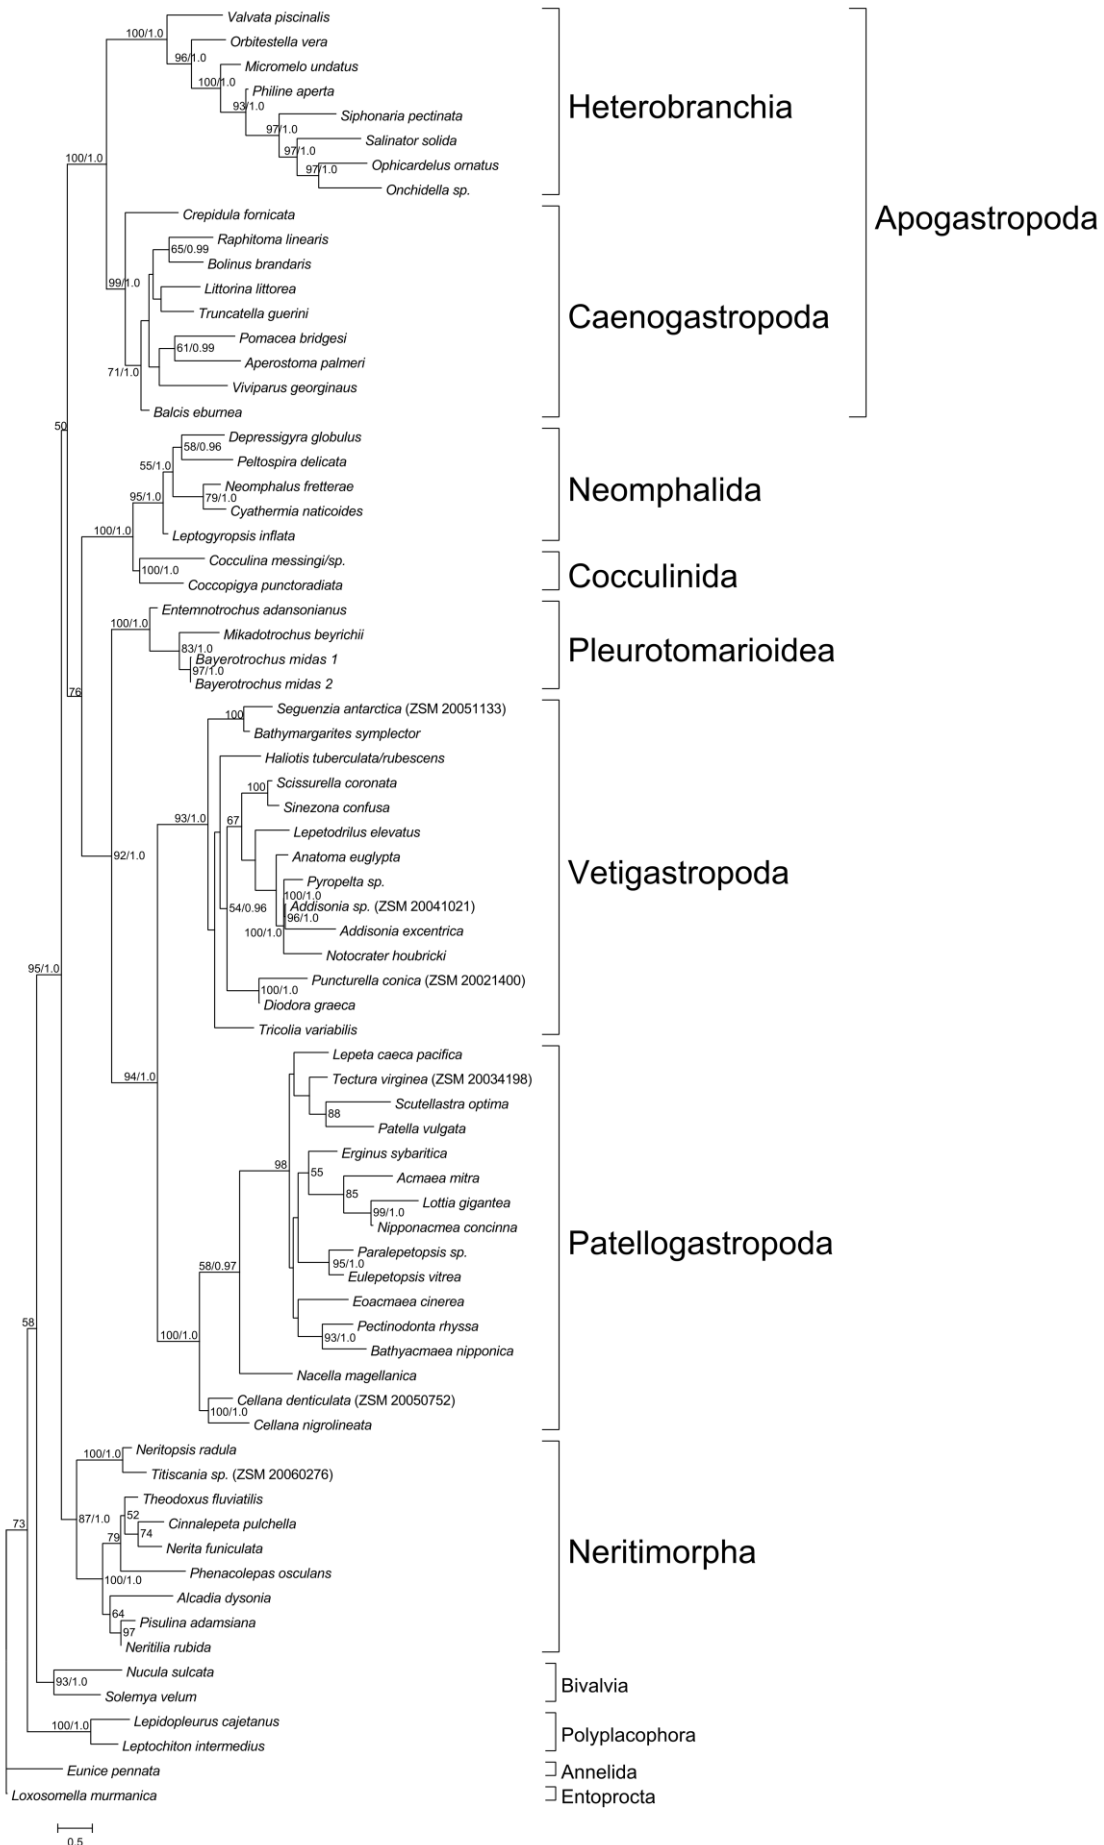 Valvata piscinalis
100/1.0
Orbitestella vera
96/1.0
Micromelo undatus
100/1.0
Philine aperta
93/1.0
Heterobranchia
Siphonaria pectinata
97/1.0
Salinator solida
97/1.0
Ophicardelus ornatus
97/1.0
100/1.0
Onchidella sp.
Crepidula fornicata
Apogastropoda
Raphitoma linearis
65/0.99
Bolinus brandaris
99/1.0
Littorina littorea
Truncatella guerini
Caenogastropoda
Pomacea bridgesi
61/0.99
Aperostoma palmeri
71/1.0
Viviparus georginaus
Balcis eburnea
50
Depressigyra globulus
58/0.96
Peltospira delicata
55/1.0
Neomphalus fretterae
Neomphalida
95/1.0
79/1.0
Cyathermia naticoides
100/1.0
Leptogyropsis inflata
Cocculina messingi/sp.
100/1.0
Cocculinida
Coccopigya punctoradiata
Entemnotrochus adansonianus
100/1.0
Mikadotrochus beyrichii
83/1.0
Pleurotomarioidea
Bayerotrochus midas 1
97/1.0
Bayerotrochus midas 2
76
Seguenzia antarctica (ZSM 20051133)
100
Bathymargarites symplector
Haliotis tuberculata/rubescens
Scissurella coronata
100
Sinezona confusa
93/1.0
67
Lepetodrilus elevatus
92/1.0
Anatoma euglypta
Vetigastropoda
Pyropelta sp.
100/1.0
54/0.96
Addisonia sp. (ZSM 20041021)
96/1.0
Addisonia excentrica
100/1.0
Notocrater houbricki
95/1.0
Puncturella conica (ZSM 20021400)
100/1.0
Diodora graeca
Tricolia variabilis
Lepeta caeca pacifica
94/1.0
Tectura virginea (ZSM 20034198)
Scutellastra optima
88
Patella vulgata
Erginus sybaritica
98
55
Acmaea mitra
85
Lottia gigantea
99/1.0
Nipponacmea concinna
Patellogastropoda
Paralepetopsis sp.
95/1.0
58/0.97
Eulepetopsis vitrea
Eoacmaea cinerea
58
Pectinodonta rhyssa
100/1.0
93/1.0
Bathyacmaea nipponica
Nacella magellanica
Cellana denticulata (ZSM 20050752)
100/1.0
Cellana nigrolineata
Neritopsis radula
100/1.0
Titiscania sp. (ZSM 20060276)
Theodoxus fluviatilis
87/1.0
52
73
Cinnalepeta pulchella
74
79
Nerita funiculata
Neritimorpha
Phenacolepas osculans
100/1.0
Alcadia dysonia
64
Pisulina adamsiana
97
Neritilia rubida
Nucula sulcata
93/1.0
Bivalvia
Solemya velum
Lepidopleurus cajetanus
100/1.0
Polyplacophora
Leptochiton intermedius
Eunice pennata
Annelida
Loxosomella murmanica
Entoprocta
0.5